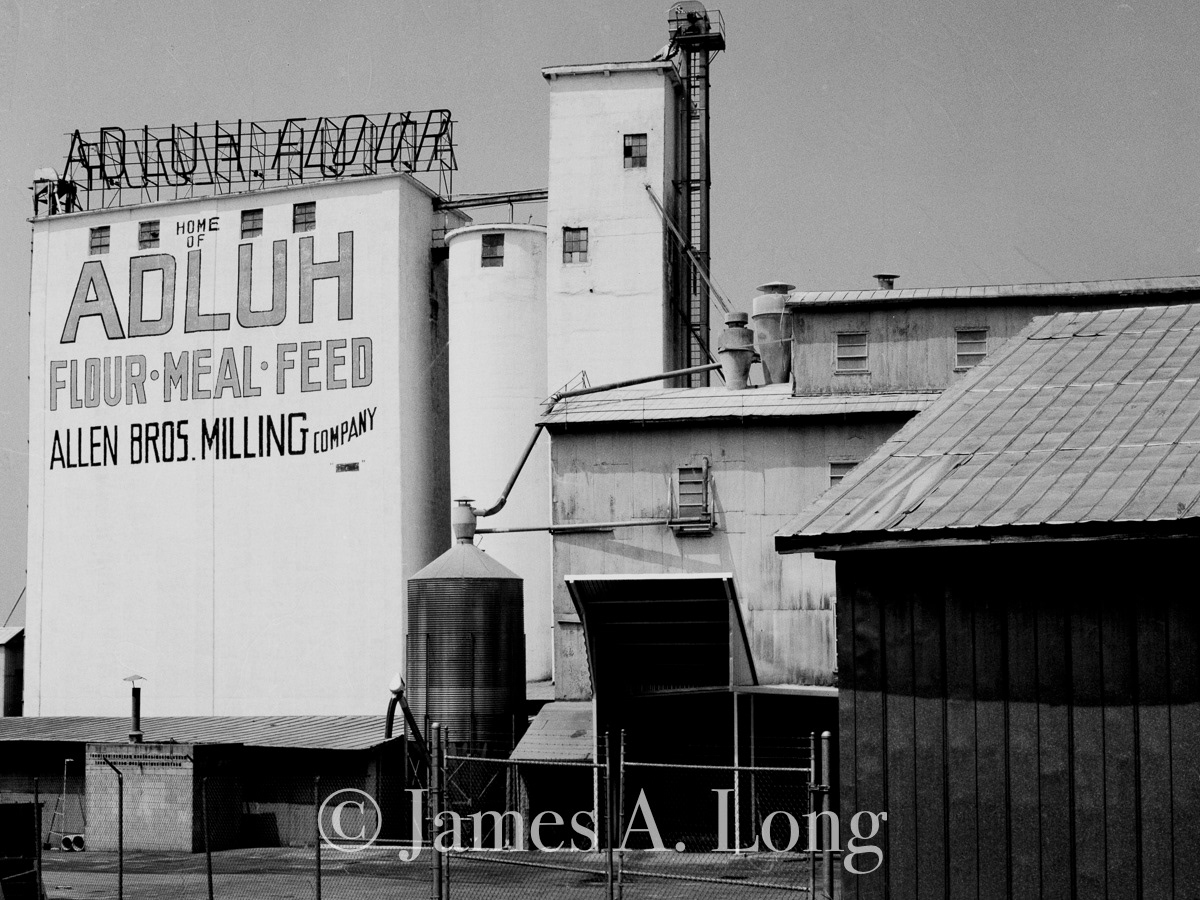 ADLUH FLOUR
HOME
OF
ADLUH
FLOUR·MEAL·FEED
ALLEN BROS. MILLING COMPANY
© James A. Long